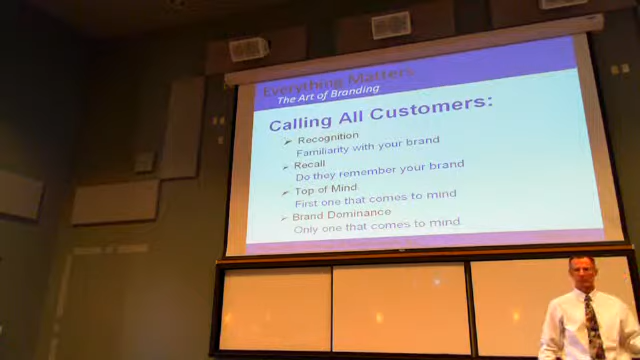 Everything Matters
The Art of Branding
Calling All Customers:
Recognition
Familiarity with your brand
Recall
Do they remember your brand
Top of Mind
First one that comes to mind
Brand Dominance
Only one that comes to mind